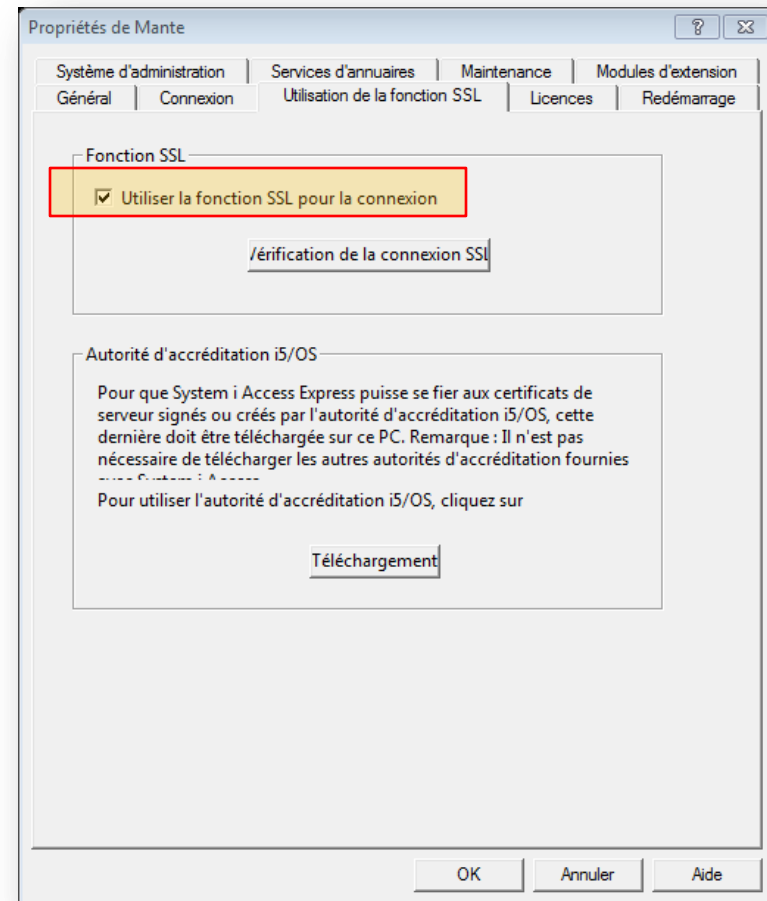 Propriétés de Mante
Système d'administration Services d'annuaires Maintenance Modules d'extension
Général Connexion Utilisation de la fonction SSL Licences Redémarrage
Fonction SSL
Utiliser la fonction SSL pour la connexion
Vérification de la connexion SSL
Autorité d'accréditation i5/OS
Pour que System i Access Express puisse se fier aux certificats de
serveur signés ou créés par l'autorité d'accréditation i5/OS, cette
dernière doit être téléchargée sur ce PC. Remarque : Il n'est pas
nécessaire de télécharger les autres autorités d'accréditation fournies
avec System i Access
Pour utiliser l'autorité d'accréditation i5/OS, cliquez sur
Téléchargement
OK Annuler Aide